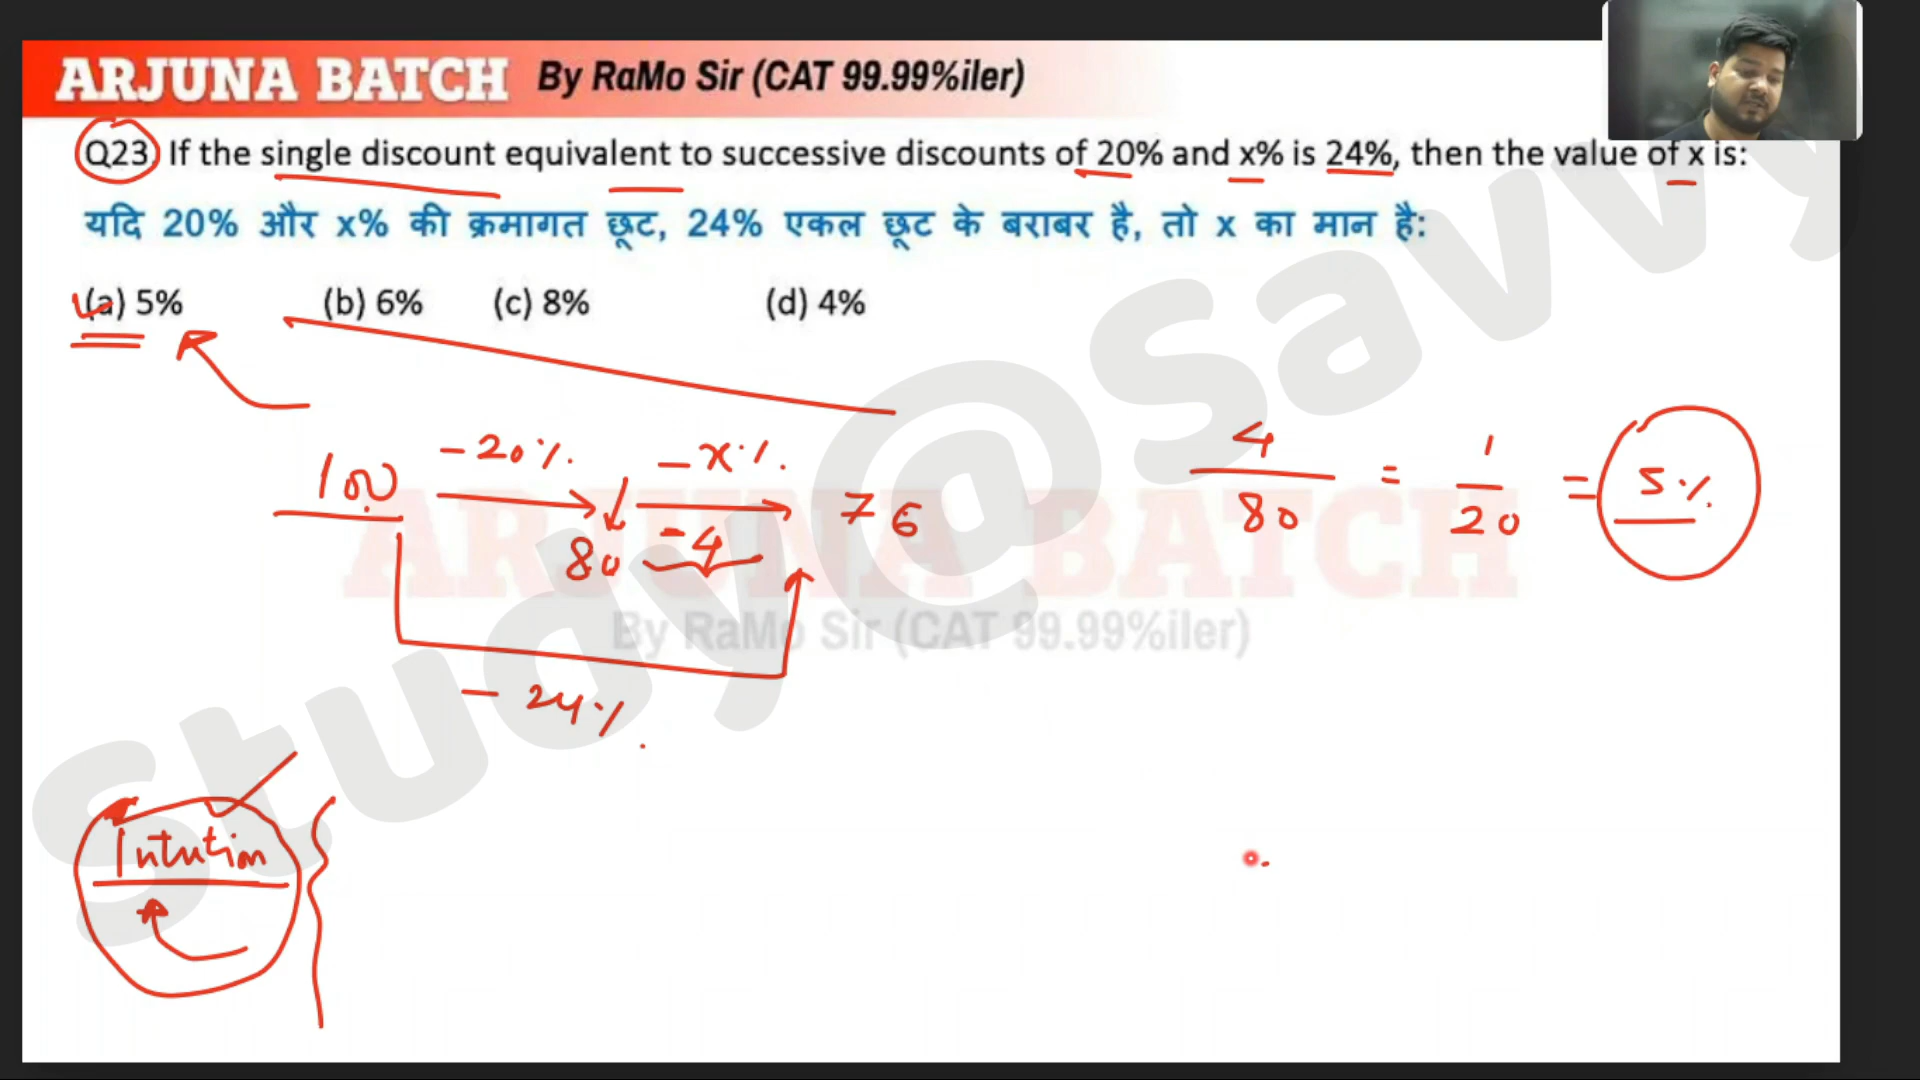 ARJUNA BATCH By RaMo Sir (CAT 99.99%iler)
Q23. If the single discount equivalent to successive discounts of 20% and x% is 24%, then the value of x is:
यदि 20% और x% की क्रमागत छूट, 24% एकल छूट के बराबर है, तो x का मान है:
(a) 5% (b) 6% (c) 8% (d) 4%
100 -20% 80 -x% -4 76
4/80 = 1/20 = 5%
-24%
Intution
ARJUNA BATCH
By RaMo Sir (CAT 99.99%iler)
Study@Savvy